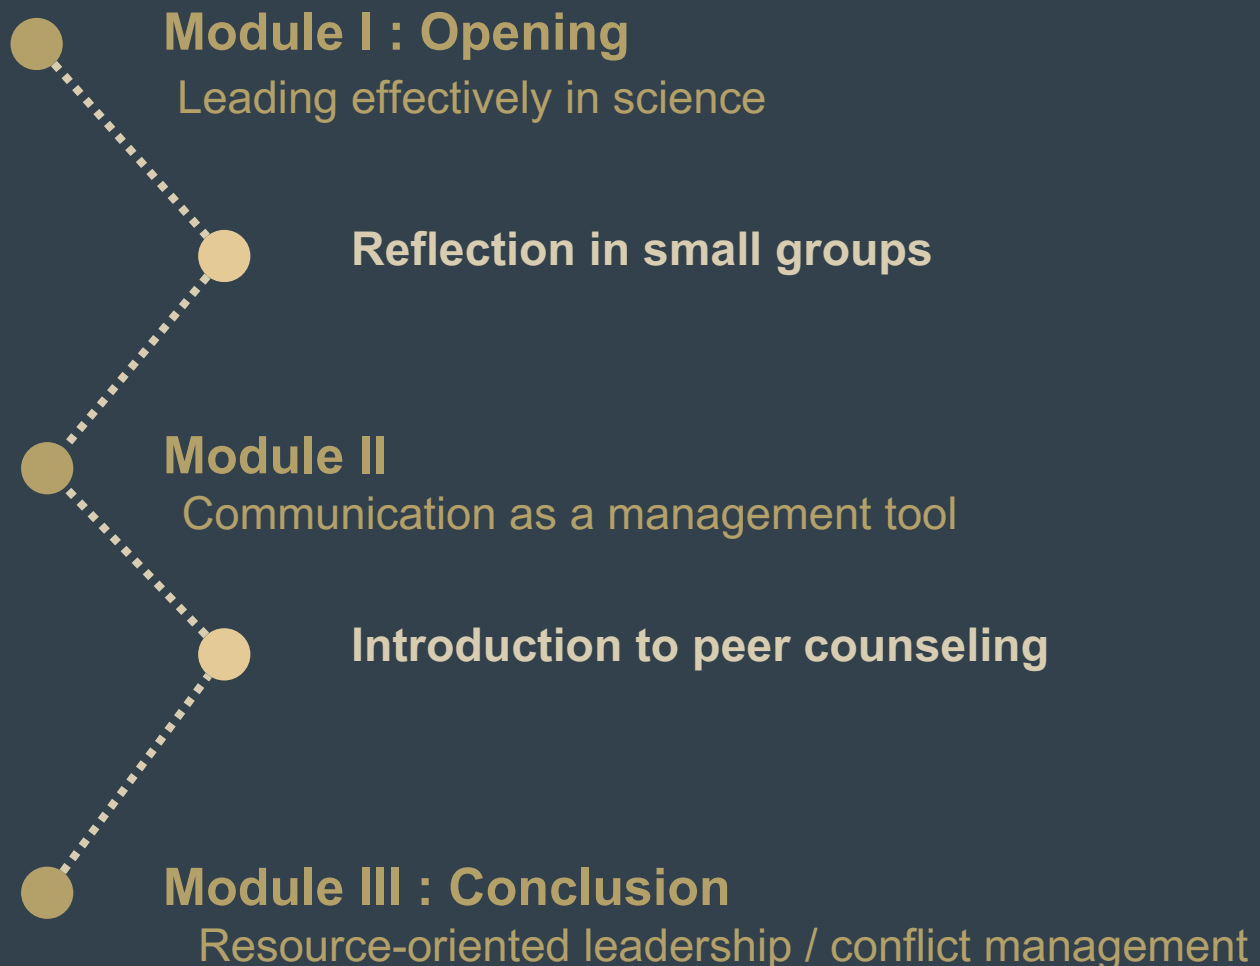 Module I : Opening
Leading effectively in science
Reflection in small groups
Module II
Communication as a management tool
Introduction to peer counseling
Module III : Conclusion
Resource-oriented leadership / conflict management